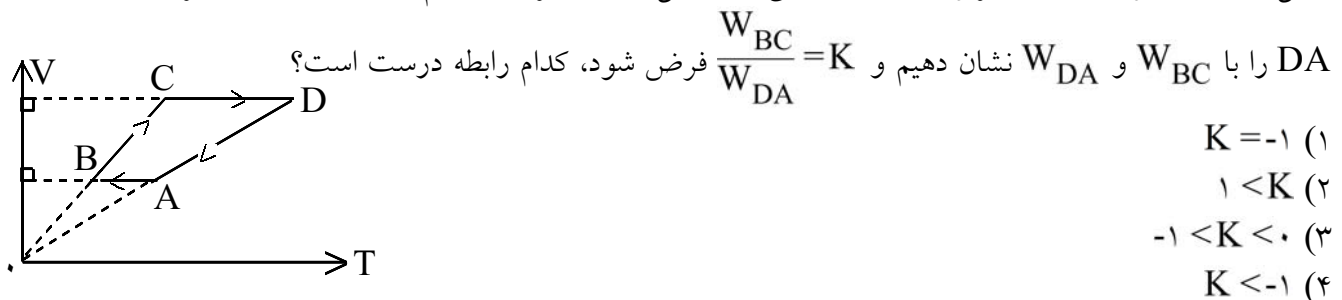 DA را با W_BC و W_DA نشان دهیم و W_BC/W_DA =K فرض شود، کدام رابطه درست است؟
V
C
D
B
A
۰
T
K =-۱ (۱
۱ <K (۲
-۱ <K <۰ (۳
K <-۱ (۴